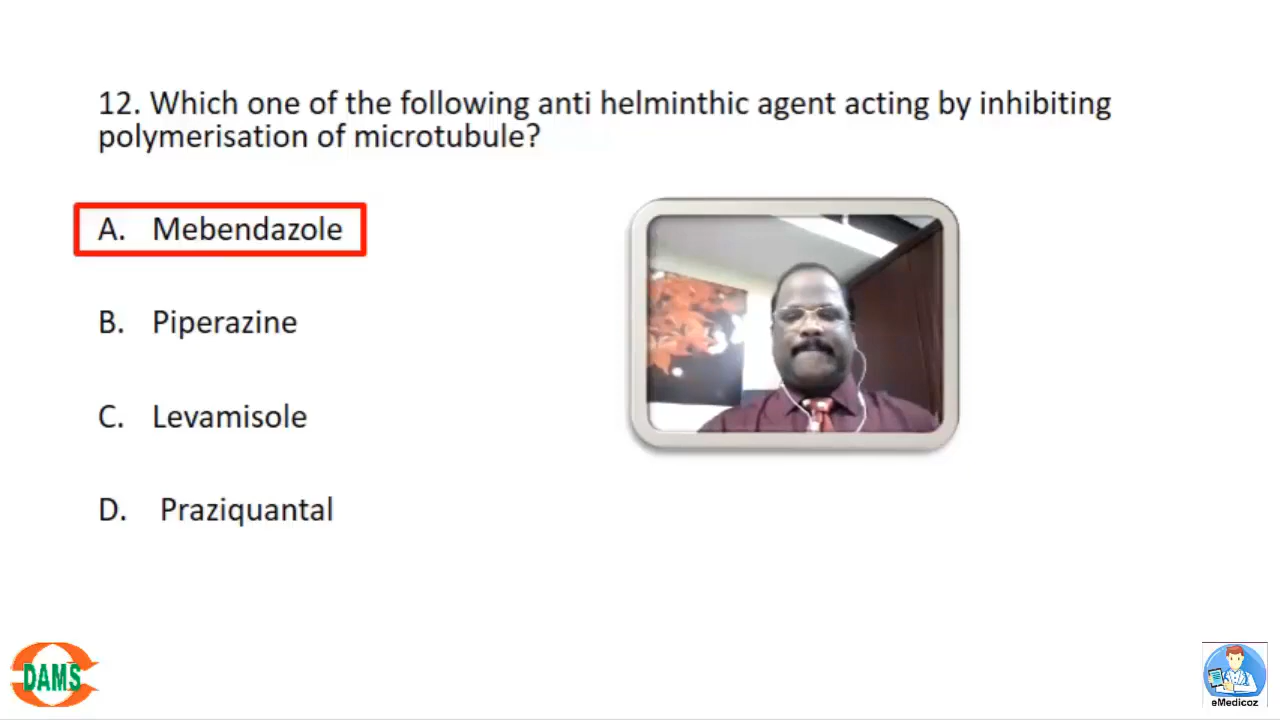 12. Which one of the following anti helminthic agent acting by inhibiting
polymerisation of microtubule?
A. Mebendazole
B. Piperazine
C. Levamisole
D. Praziquantal
DAMS
eMedicoz